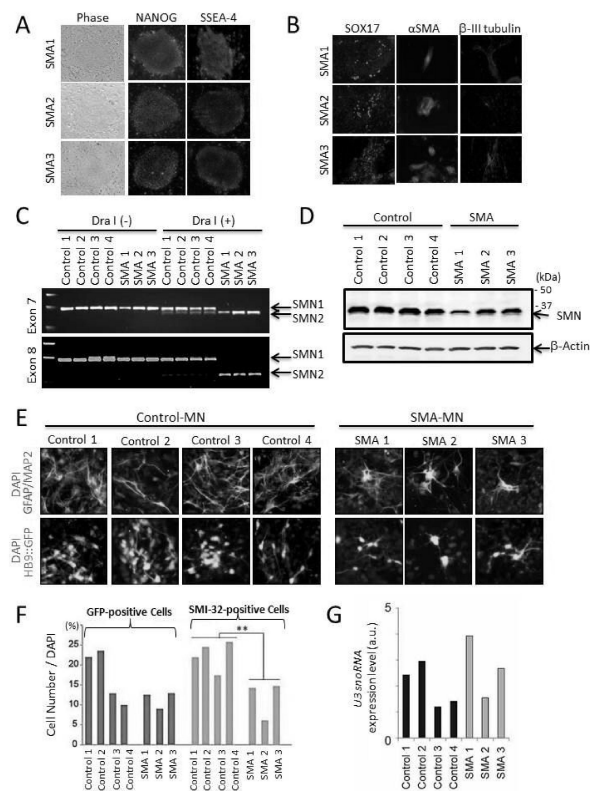 A
Phase NANOG SSEA-4
SMA1
SMA2
SMA3
B
SOX17 αSMA β-III tubulin
SMA1
SMA2
SMA3
C
Dra I (-) Dra I (+)
Control 1 Control 2 Control 3 Control 4 SMA 1 SMA 2 SMA 3 Control 1 Control 2 Control 3 Control 4 SMA 1 SMA 2 SMA 3
Exon 7
SMN1
SMN2
Exon 8
SMN1
SMN2
D
Control SMA
Control 1 Control 2 Control 3 Control 4 SMA 1 SMA 2 SMA 3
(kDa)
- 50
- 37
SMN
β-Actin
E
Control-MN SMA-MN
Control 1 Control 2 Control 3 Control 4 SMA 1 SMA 2 SMA 3
DAPI
GFAP/MAP2
DAPI
HB9::GFP
F
GFP-positive Cells SMI-32-positive Cells
(%)
**
Cell Number / DAPI
25
20
15
10
5
0
Control 1 Control 2 Control 3 Control 4 SMA 1 SMA 2 SMA 3 Control 1 Control 2 Control 3 Control 4 SMA 1 SMA 2 SMA 3
G
U3 snoRNA
expression level (a.u.)
4
3
2
1
0
Control 1 Control 2 Control 3 Control 4 SMA 1 SMA 2 SMA 3